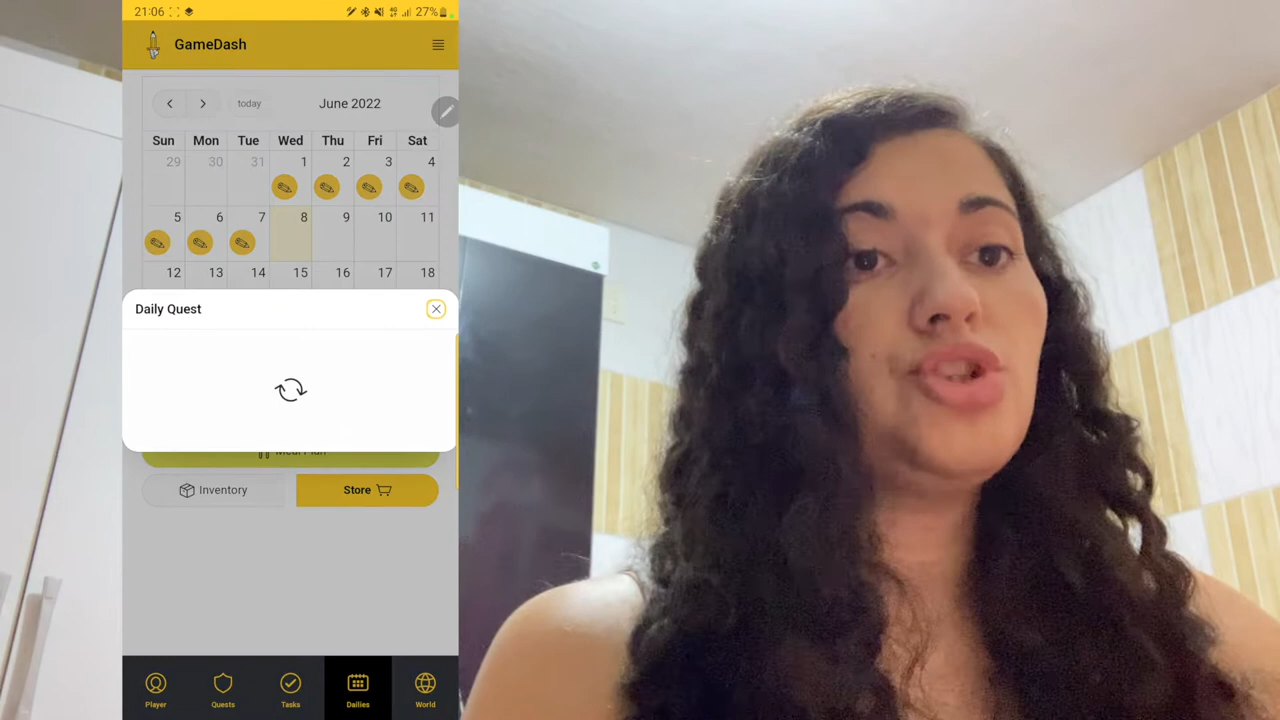 21:06 27%
GameDash
today June 2022
Sun Mon Tue Wed Thu Fri Sat
29 30 31 1 2 3 4
5 6 7 8 9 10 11
12 13 14 15 16 17 18
Daily Quest
Meal Plan
Inventory Store
Player Quests Tasks Dailies World